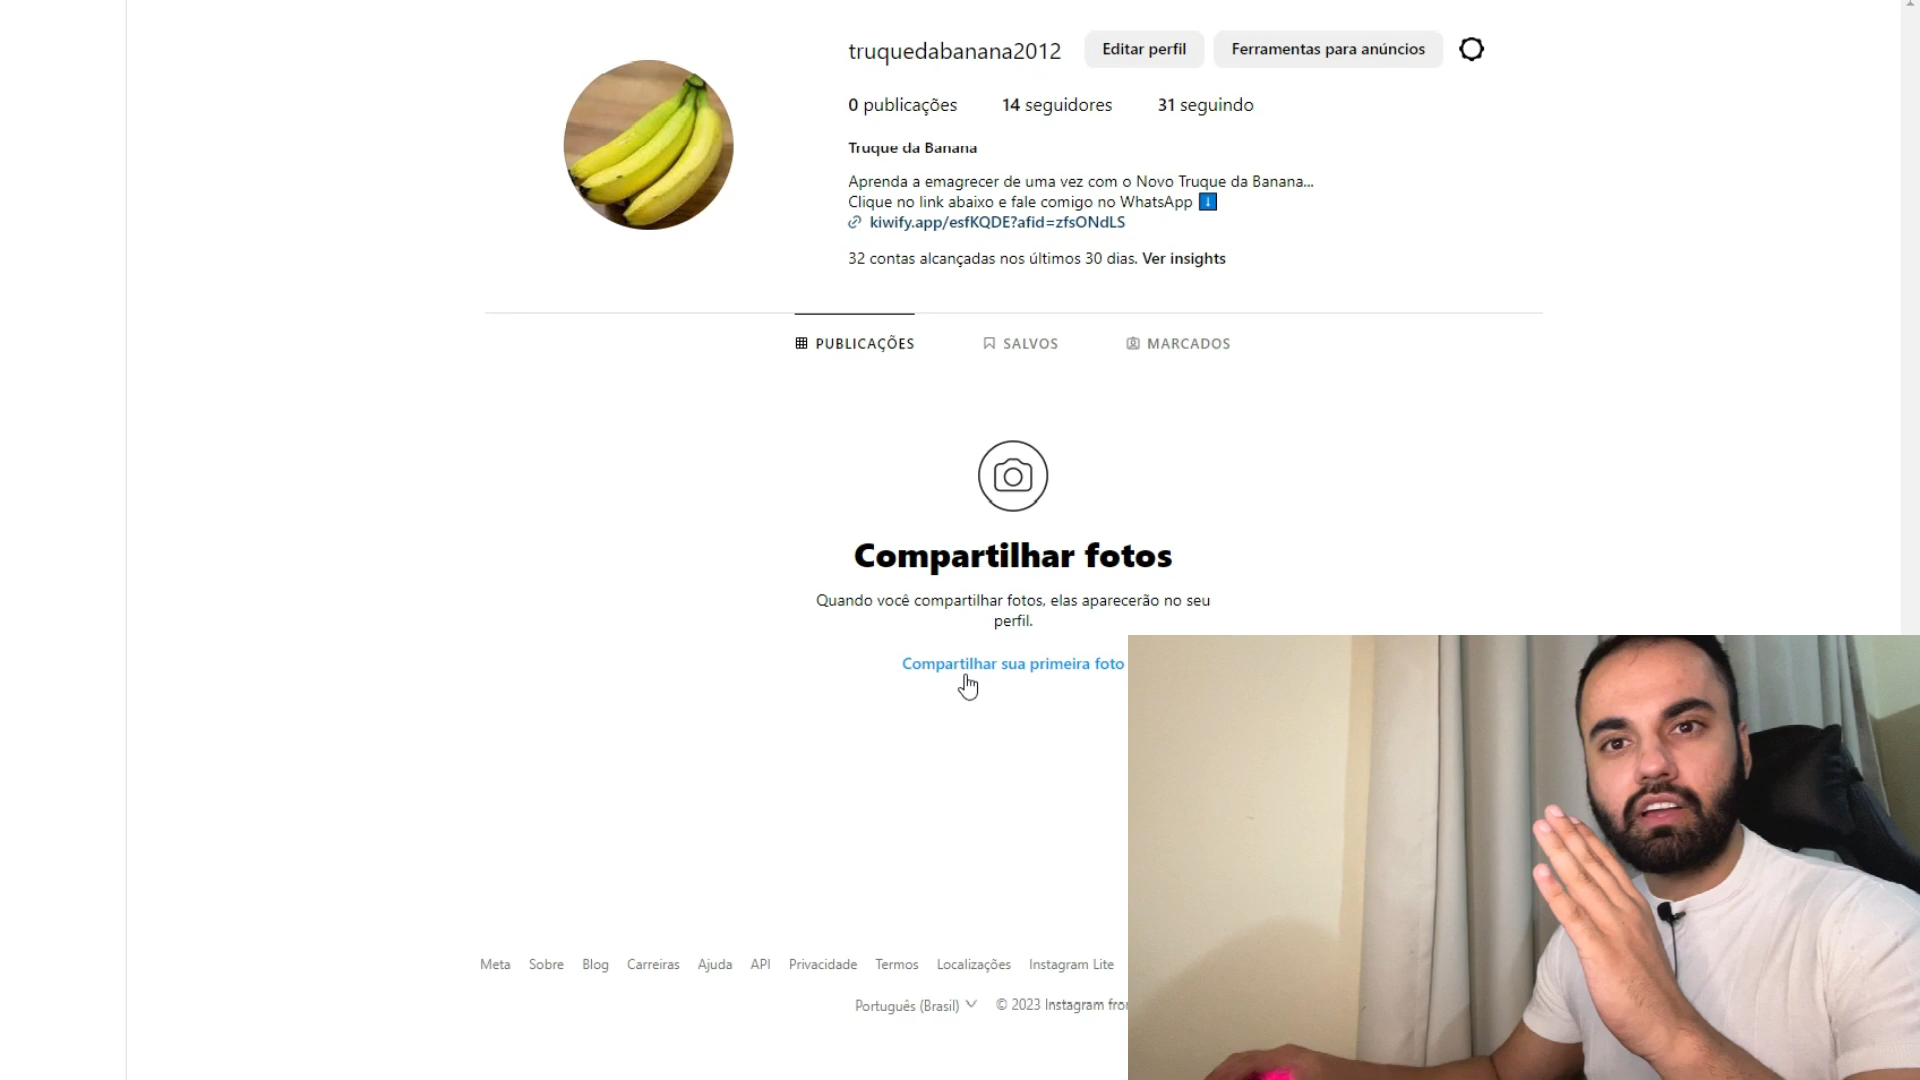 truquedabanana2012
Editar perfil
Ferramentas para anúncios
0 publicações
14 seguidores
31 seguindo
Truque da Banana
Aprenda a emagrecer de uma vez com o Novo Truque da Banana...
Clique no link abaixo e fale comigo no WhatsApp ⬇️
kiwify.app/esfKQDE?afid=zfsONdLS
32 contas alcançadas nos últimos 30 dias. Ver insights
PUBLICAÇÕES
SALVOS
MARCADOS
Compartilhar fotos
Quando você compartilhar fotos, elas aparecerão no seu
perfil.
Compartilhar sua primeira foto
Meta Sobre Blog Carreiras Ajuda API Privacidade Termos Localizações Instagram Lite
Português (Brasil)
© 2023 Instagram fro